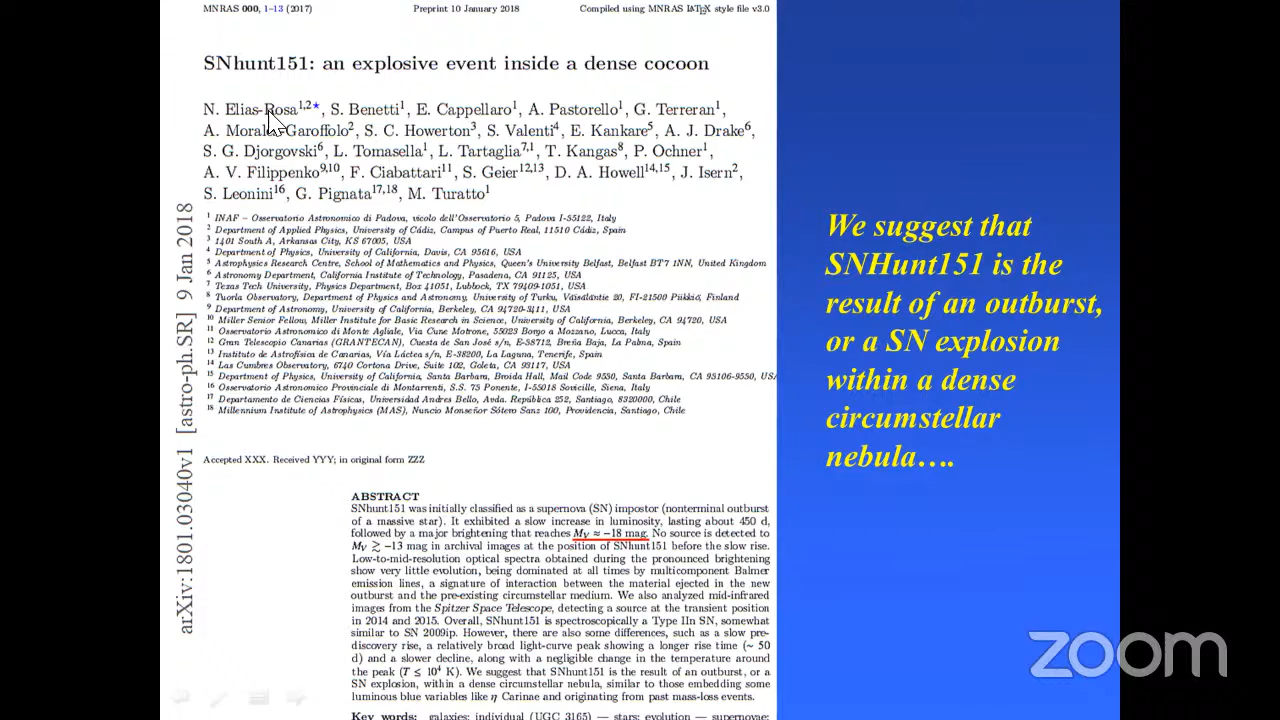 MNRAS 000, 1–13 (2017) Preprint 10 January 2018 Compiled using MNRAS LATEX style file v3.0
SNhunt151: an explosive event inside a dense cocoon
N. Elias-Rosa1,2★, S. Benetti1, E. Cappellaro1, A. Pastorello1, G. Terreran1,
A. Morales-Garoffolo2, S. C. Howerton3, S. Valenti4, E. Kankare5, A. J. Drake6,
S. G. Djorgovski6, L. Tomasella1, L. Tartaglia7,1, T. Kangas8, P. Ochner1,
A. V. Filippenko9,10, F. Ciabattari11, S. Geier12,13, D. A. Howell14,15, J. Isern2,
S. Leonini16, G. Pignata17,18, M. Turatto1
1 INAF – Osservatorio Astronomico di Padova, vicolo dell'Osservatorio 5, Padova I-35122, Italy
2 Department of Applied Physics, University of Cádiz, Campus of Puerto Real, 11510 Cádiz, Spain
3 1401 South A, Arkansas City, KS 67005, USA
4 Department of Physics, University of California, Davis, CA 95616, USA
5 Astrophysics Research Centre, School of Mathematics and Physics, Queen's University Belfast, Belfast BT7 1NN, United Kingdom
6 Astronomy Department, California Institute of Technology, Pasadena, CA 91125, USA
7 Texas Tech University, Physics Department, Box 41051, Lubbock, TX 79409-1051, USA
8 Tuorla Observatory, Department of Physics and Astronomy, University of Turku, Väisäläntie 20, FI-21500 Piikkiö, Finland
9 Department of Astronomy, University of California, Berkeley, CA 94720-3411, USA
10 Miller Senior Fellow, Miller Institute for Basic Research in Science, University of California, Berkeley, CA 94720, USA
11 Osservatorio Astronomico di Monte Agliale, Via Cune Motrone, 55023 Borgo a Mozzano, Lucca, Italy
12 Gran Telescopio Canarias (GRANTECAN), Cuesta de San José s/n, E-38712, Breña Baja, La Palma, Spain
13 Instituto de Astrofísica de Canarias, Vía Láctea s/n, E-38200, La Laguna, Tenerife, Spain
14 Las Cumbres Observatory, 6740 Cortona Drive, Suite 102, Goleta, CA 93117, USA
15 Department of Physics, University of California, Santa Barbara, Broida Hall, Mail Code 9530, Santa Barbara, CA 93106-9530, USA
16 Osservatorio Astronomico Provinciale di Montarrenti, S.S. 73 Ponente, I-53018 Sovicille, Siena, Italy
17 Departamento de Ciencias Físicas, Universidad Andres Bello, Avda. República 252, Santiago, 8320000, Chile
18 Millennium Institute of Astrophysics (MAS), Nuncio Monseñor Sótero Sanz 100, Providencia, Santiago, Chile
Accepted XXX. Received YYY; in original form ZZZ
arXiv:1801.03040v1 [astro-ph.SR] 9 Jan 2018
ABSTRACT
SNhunt151 was initially classified as a supernova (SN) impostor (nonterminal outburst
of a massive star). It exhibited a slow increase in luminosity, lasting about 450 d,
followed by a major brightening that reaches MV ≈ −18 mag. No source is detected to
MV ≳ −13 mag in archival images at the position of SNhunt151 before the slow rise.
Low-to-mid-resolution optical spectra obtained during the pronounced brightening
show very little evolution, being dominated at all times by multicomponent Balmer
emission lines, a signature of interaction between the material ejected in the new
outburst and the pre-existing circumstellar medium. We also analyzed mid-infrared
images from the Spitzer Space Telescope, detecting a source at the transient position
in 2014 and 2015. Overall, SNhunt151 is spectroscopically a Type IIn SN, somewhat
similar to SN 2009ip. However, there are also some differences, such as a slow pre-
discovery rise, a relatively broad light-curve peak showing a longer rise time (~ 50
d) and a slower decline, along with a negligible change in the temperature around
the peak (T ≤ 10⁴ K). We suggest that SNhunt151 is the result of an outburst, or a
SN explosion, within a dense circumstellar nebula, similar to those embedding some
luminous blue variables like η Carinae and originating from past mass-loss events.
Key words: galaxies: individual (UGC 3165) — stars: evolution — supernovae:
We suggest that
SNHunt151 is the
result of an outburst,
or a SN explosion
within a dense
circumstellar
nebula….
zoom